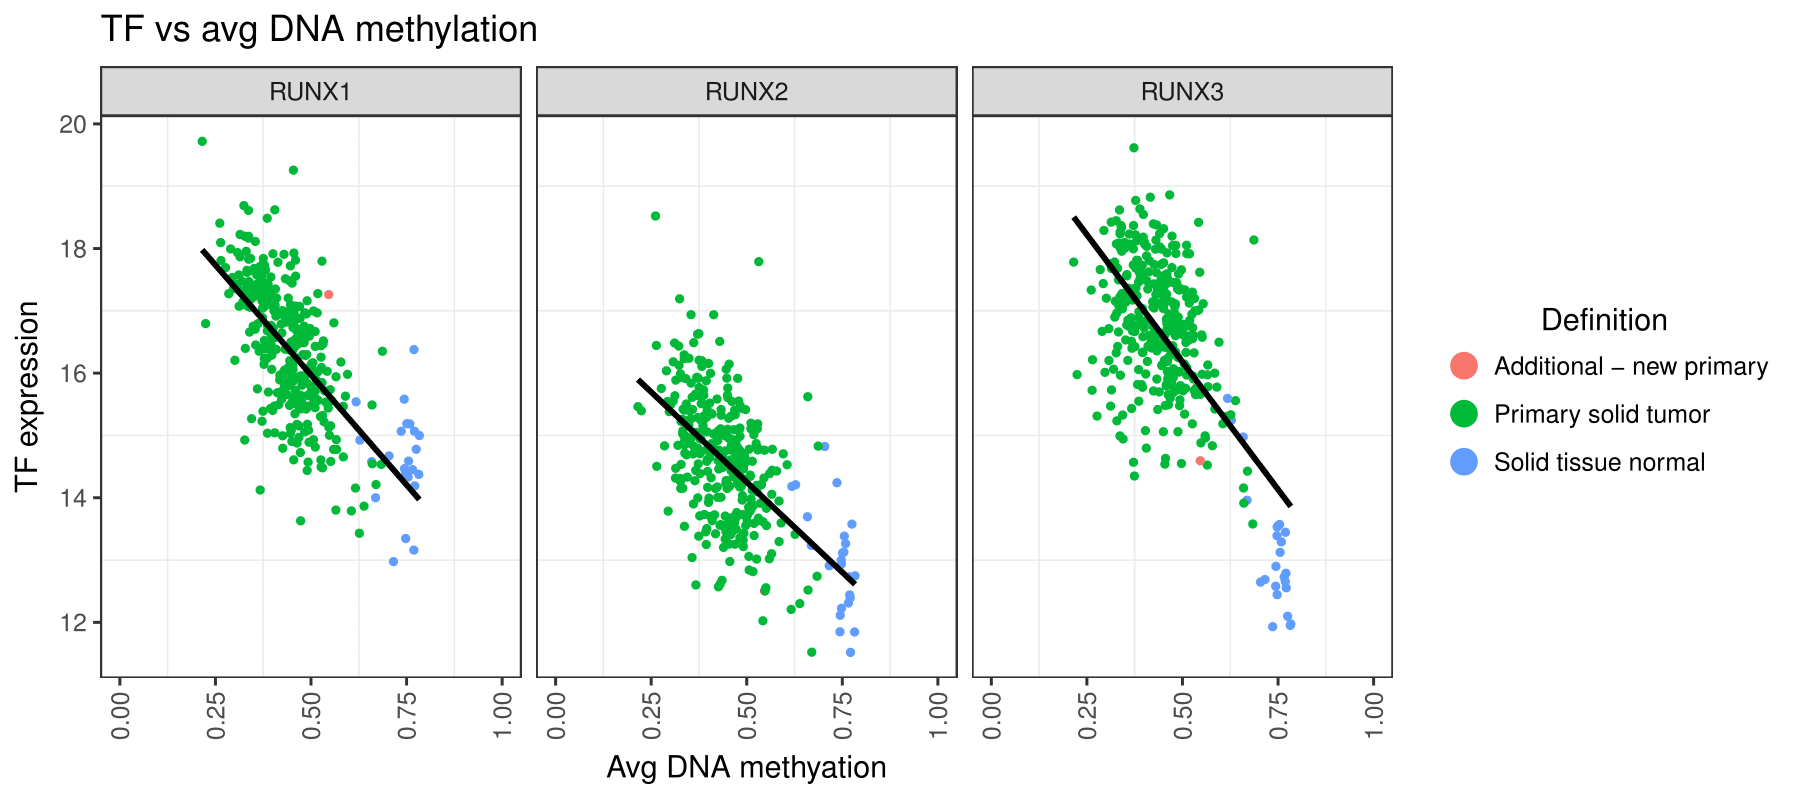 TF vs avg DNA methylation
RUNX1
RUNX2
RUNX3
20
18
16
14
12
TF expression
0.00
0.25
0.50
0.75
1.00
0.00
0.25
0.50
0.75
1.00
0.00
0.25
0.50
0.75
1.00
Avg DNA methyation
Definition
Additional − new primary
Primary solid tumor
Solid tissue normal